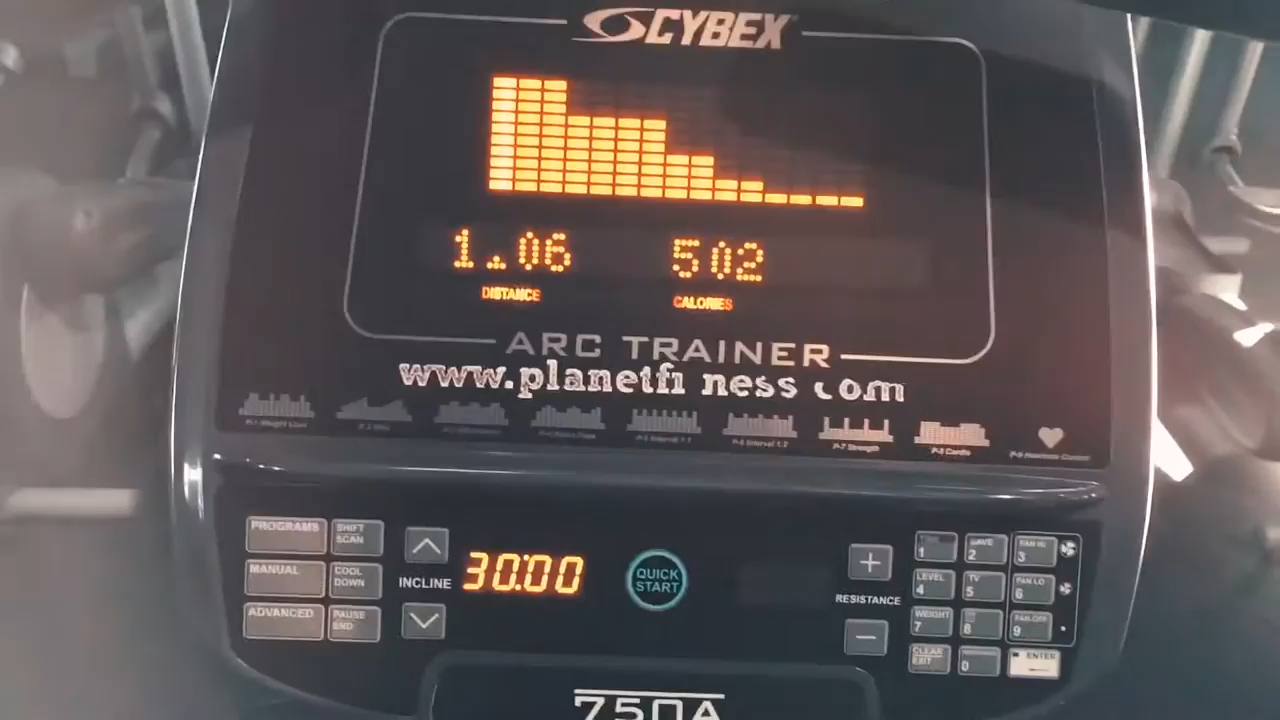 CYBEX
1.06 502
DISTANCE CALORIES
ARC TRAINER
www.planetfi ness com
P-7 Strength
P-8 Cardio
PROGRAMS
SHIFT SCAN
MANUAL
COOL DOWN
ADVANCED
PAUSE END
INCLINE
30:00
QUICK START
+
RESISTANCE
−
1
SAVE 2
FAN HI 3
LEVEL 4
TV 5
FAN LO 6
WEIGHT 7
8
FAN OFF 9
CLEAR EXIT
0
ENTER
750A